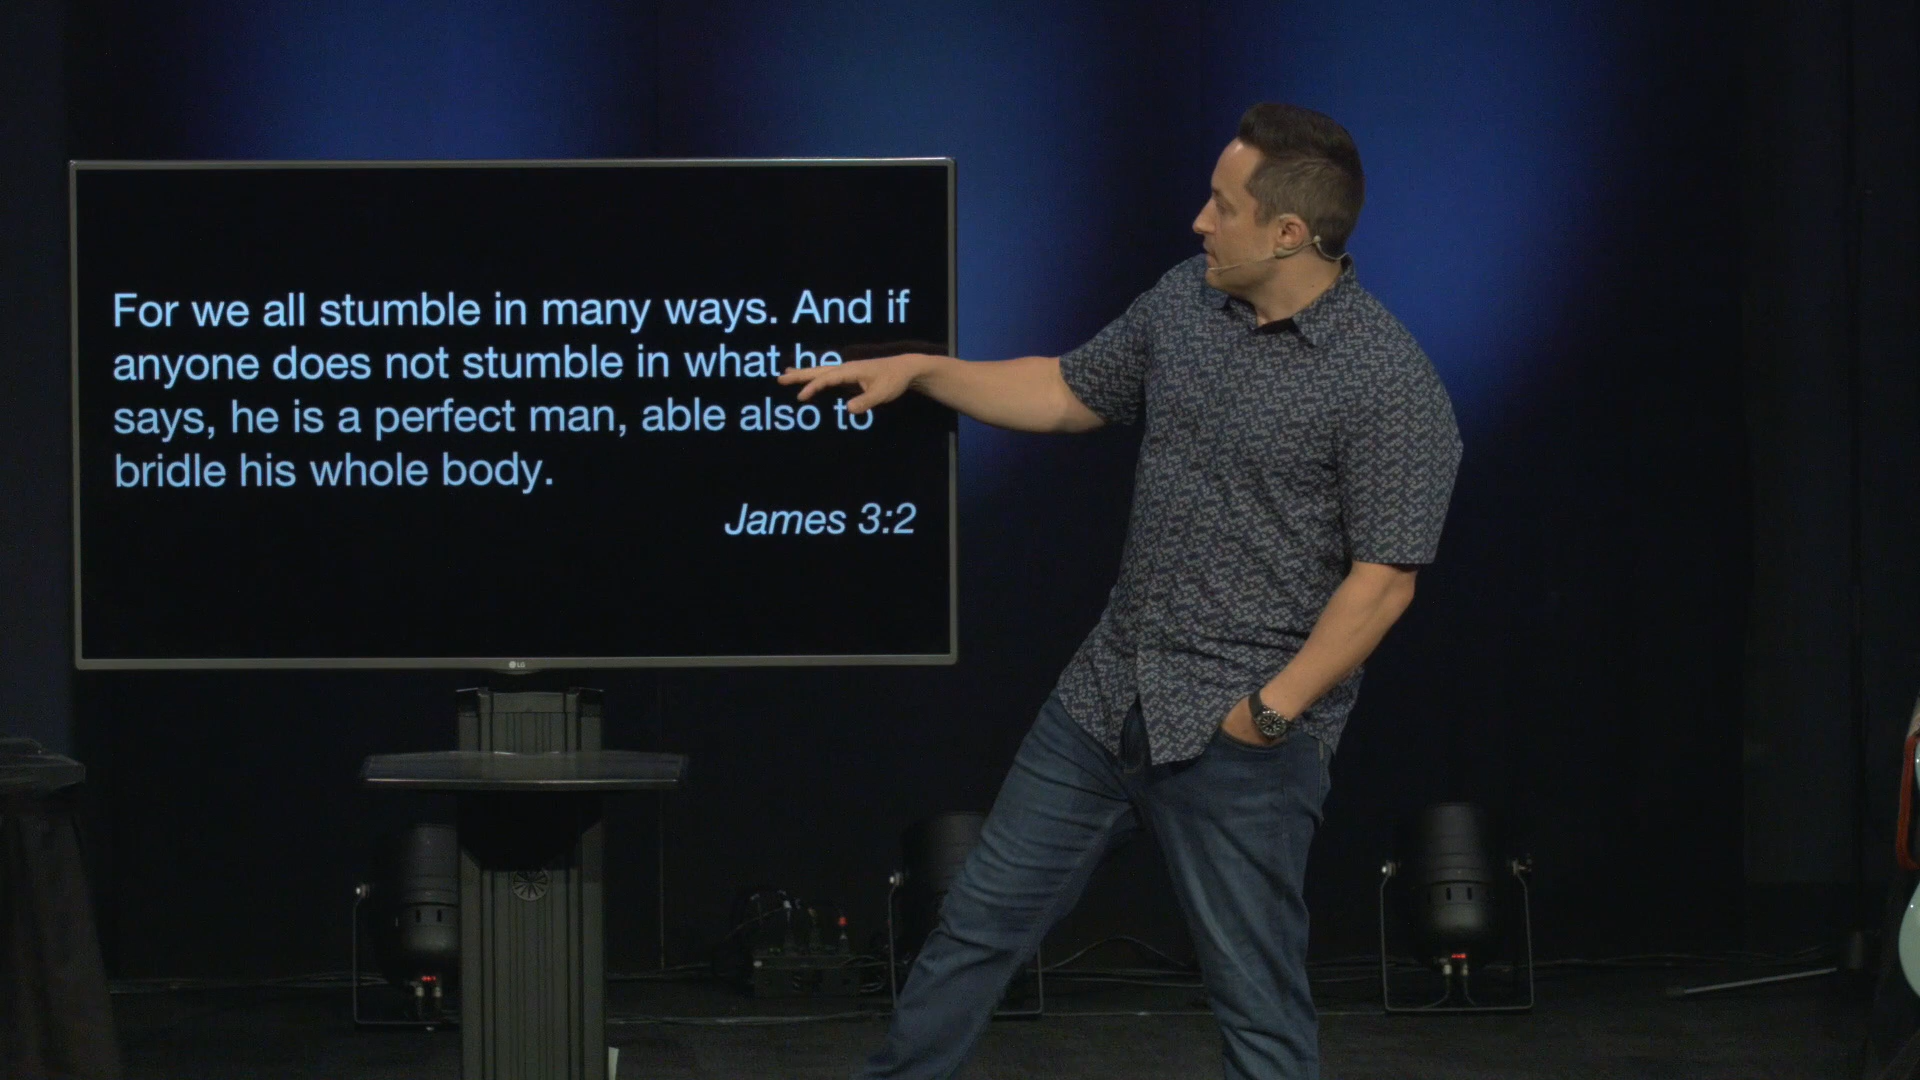 For we all stumble in many ways. And if
anyone does not stumble in what he
says, he is a perfect man, able also to
bridle his whole body.
James 3:2
LG